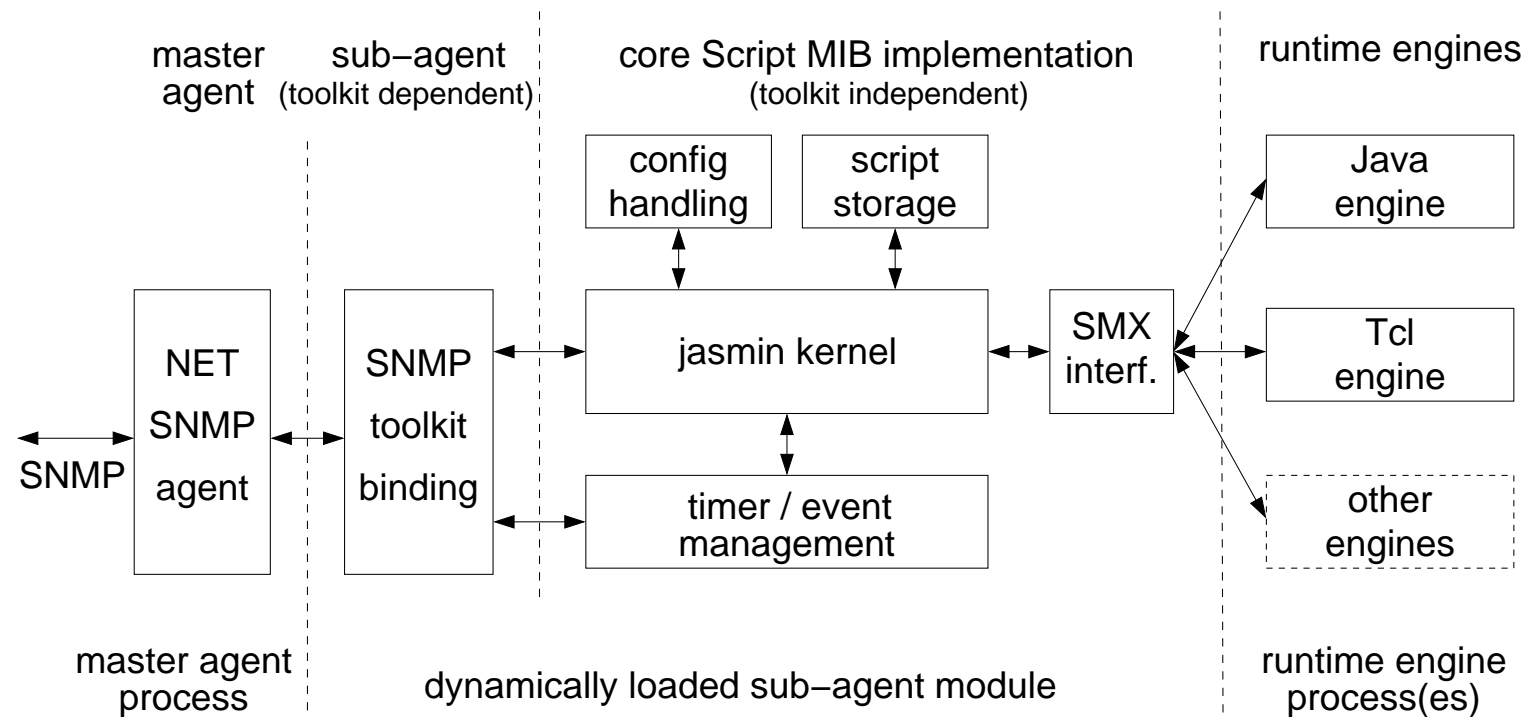 master
agent
sub−agent
(toolkit dependent)
core Script MIB implementation
(toolkit independent)
runtime engines
config
handling
script
storage
Java
engine
NET
SNMP
agent
SNMP
toolkit
binding
jasmin kernel
SMX
interf.
Tcl
engine
SNMP
timer / event
management
other
engines
master agent
process
dynamically loaded sub−agent module
runtime engine
process(es)